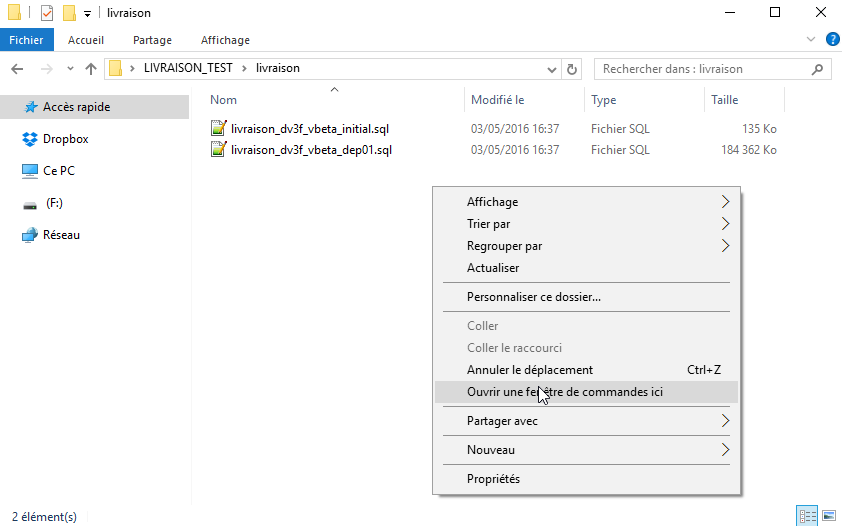 livraison
Fichier Accueil Partage Affichage
LIVRAISON_TEST livraison Rechercher dans : livraison
Nom Modifié le Type Taille
livraison_dv3f_vbeta_initial.sql 03/05/2016 16:37 Fichier SQL 135 Ko
livraison_dv3f_vbeta_dep01.sql 03/05/2016 16:37 Fichier SQL 184 362 Ko
Accès rapide
Dropbox
Ce PC
(F:)
Réseau
Affichage
Trier par
Regrouper par
Actualiser
Personnaliser ce dossier...
Coller
Coller le raccourci
Annuler le déplacement Ctrl+Z
Ouvrir une fenêtre de commandes ici
Partager avec
Nouveau
Propriétés
2 élément(s)